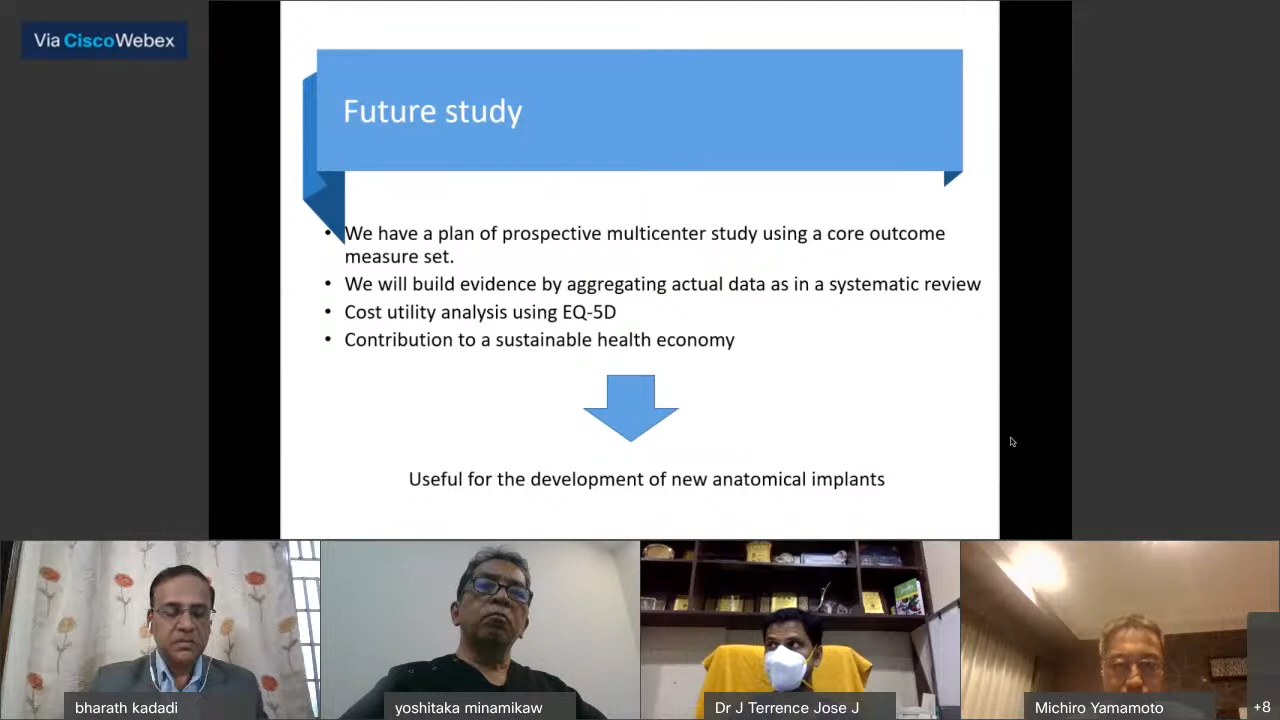 Via CiscoWebex
Future study
• We have a plan of prospective multicenter study using a core outcome
measure set.
• We will build evidence by aggregating actual data as in a systematic review
• Cost utility analysis using EQ-5D
• Contribution to a sustainable health economy
Useful for the development of new anatomical implants
bharath kadadi
yoshitaka minamikaw
Dr J Terrence Jose J
Michiro Yamamoto
+8